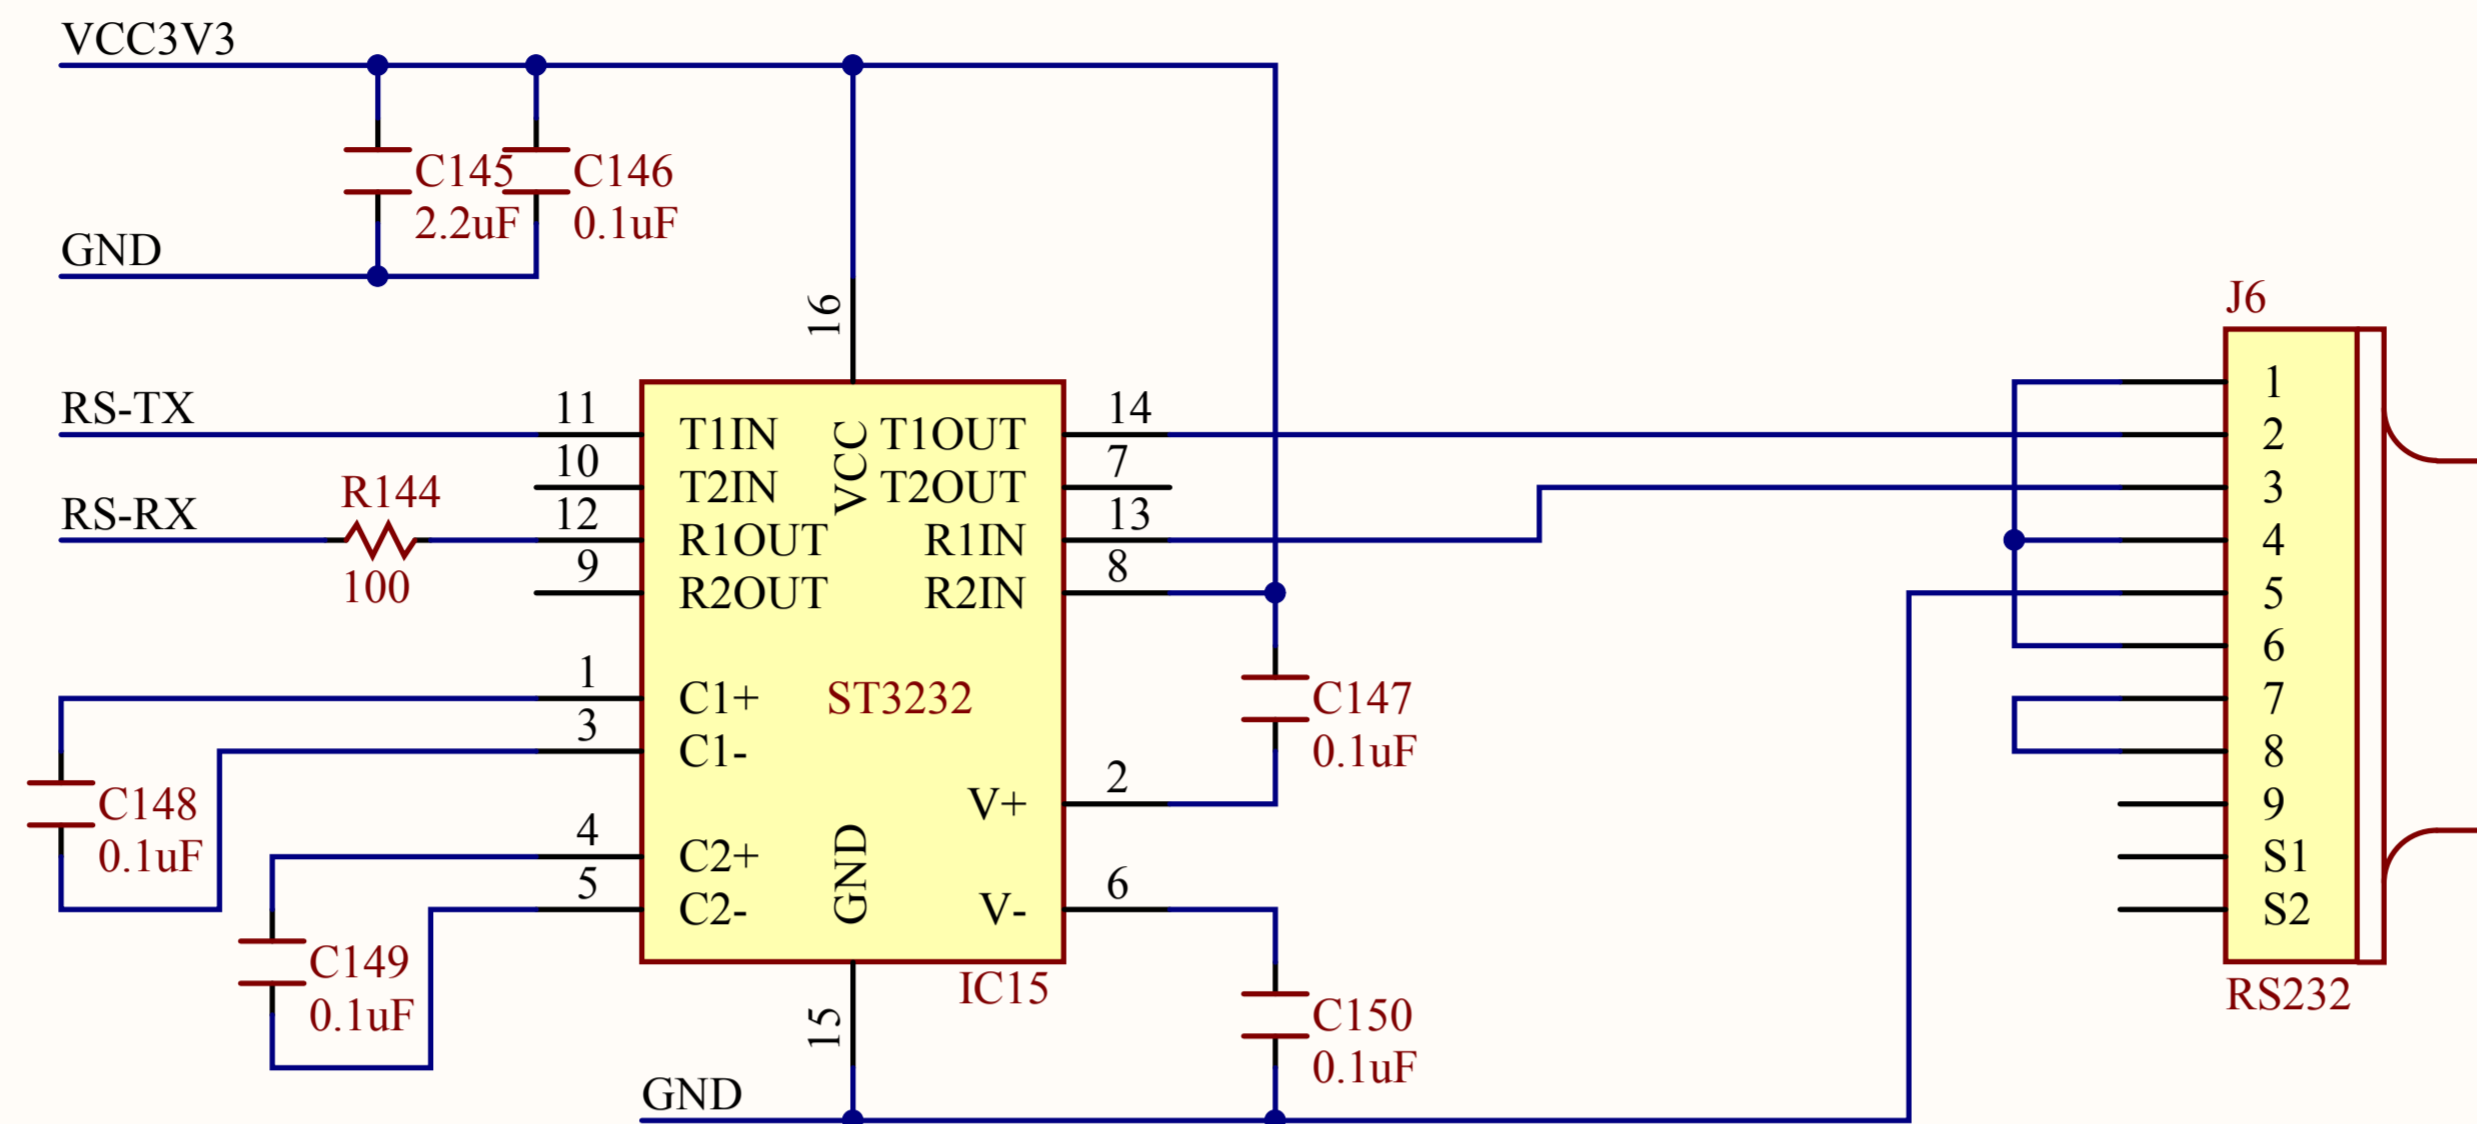 VCC3V3
C145
2.2uF
C146
0.1uF
GND
16
J6
RS-TX
11
10
R144
RS-RX
12
100
9
T1IN
T2IN
R1OUT
R2OUT
VCC
T1OUT
T2OUT
R1IN
R2IN
14
7
13
8
1
3
C1+
C1-
ST3232
C147
0.1uF
C148
0.1uF
4
5
C2+
C2-
GND
V+
V-
2
6
C149
0.1uF
IC15
15
C150
0.1uF
GND
1
2
3
4
5
6
7
8
9
S1
S2
RS232